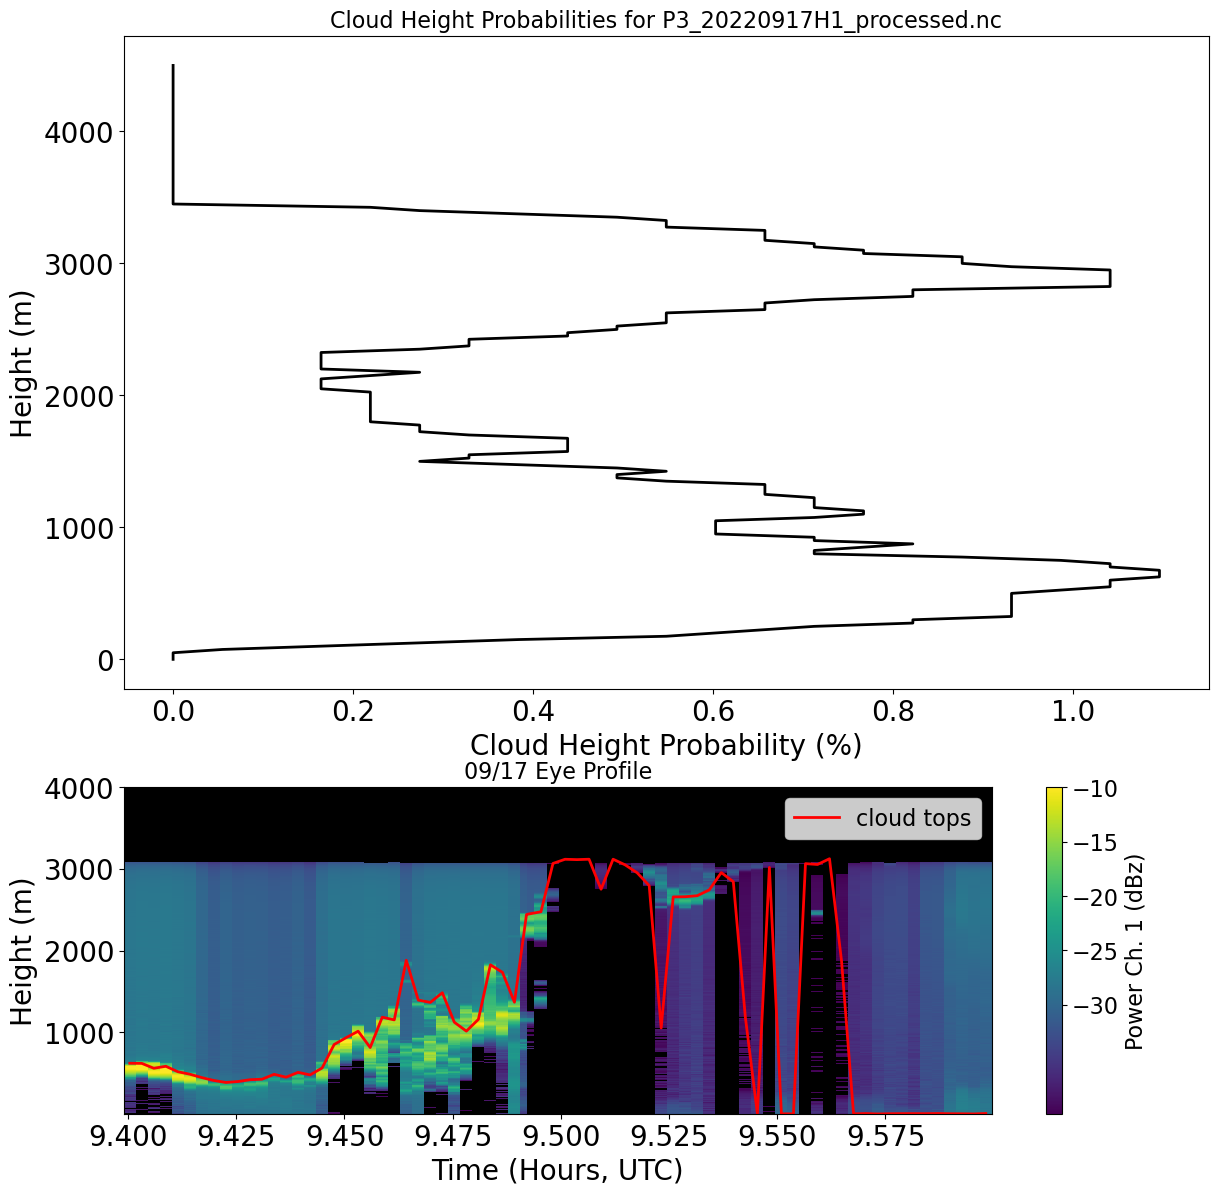 Cloud Height Probabilities for P3_20220917H1_processed.nc
Height (m)
4000
3000
2000
1000
0
0.0 0.2 0.4 0.6 0.8 1.0
Cloud Height Probability (%)
09/17 Eye Profile
Height (m)
4000
3000
2000
1000
cloud tops
9.400 9.425 9.450 9.475 9.500 9.525 9.550 9.575
Time (Hours, UTC)
−10
−15
−20
−25
−30
Power Ch. 1 (dBz)